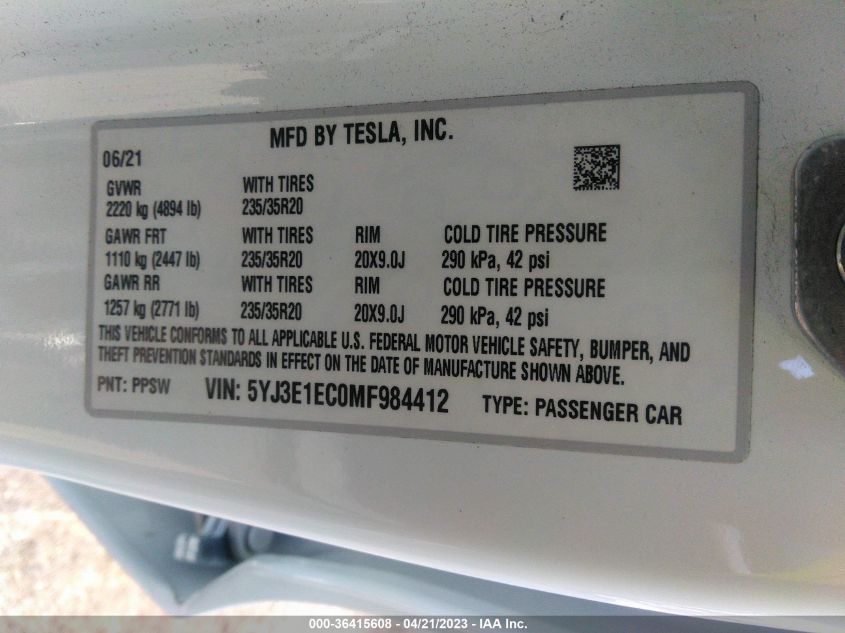 MFD BY TESLA, INC.
06/21
GVWR WITH TIRES
2220 kg (4894 lb) 235/35R20
GAWR FRT WITH TIRES RIM COLD TIRE PRESSURE
1110 kg (2447 lb) 235/35R20 20X9.0J 290 kPa, 42 psi
GAWR RR WITH TIRES RIM COLD TIRE PRESSURE
1257 kg (2771 lb) 235/35R20 20X9.0J 290 kPa, 42 psi
THIS VEHICLE CONFORMS TO ALL APPLICABLE U.S. FEDERAL MOTOR VEHICLE SAFETY, BUMPER, AND
THEFT PREVENTION STANDARDS IN EFFECT ON THE DATE OF MANUFACTURE SHOWN ABOVE.
PNT: PPSW VIN: 5YJ3E1EC0MF984412 TYPE: PASSENGER CAR
000-36415608 - 04/21/2023 - IAA Inc.